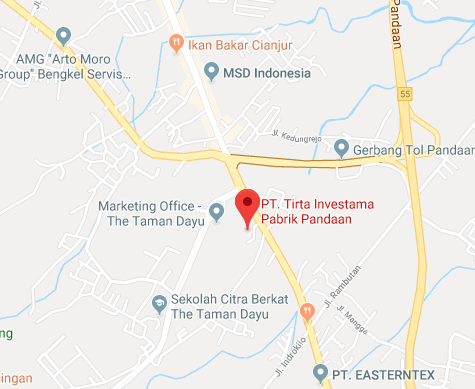 Pandaan
Ikan Bakar Cianjur
AMG "Arto Moro
Group" Bengkel Servis...
MSD Indonesia
55
Jl. Kedungrejo
Gerbang Tol Pandaan
Marketing Office -
The Taman Dayu
PT. Tirta Investama
Pabrik Pandaan
Sekolah Citra Berkat
The Taman Dayu
Jl. Rambutan
Jl. Mangga
Jl. Indrokilo
PT. EASTERNTEX
ng
ningan